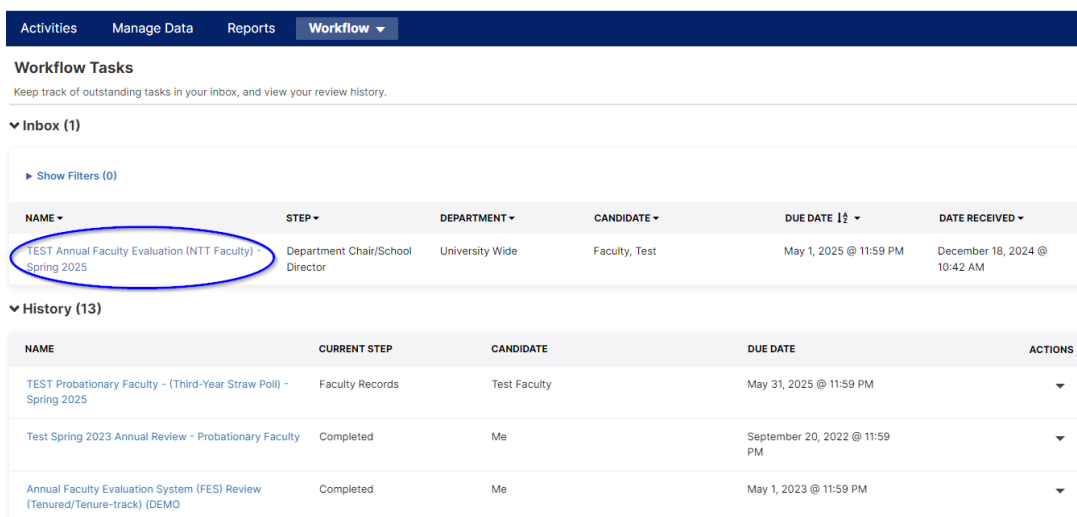 Activities Manage Data Reports Workflow
Workflow Tasks
Keep track of outstanding tasks in your inbox, and view your review history.
Inbox (1)
Show Filters (0)
NAME STEP DEPARTMENT CANDIDATE DUE DATE DATE RECEIVED
TEST Annual Faculty Evaluation (NTT Faculty) - Department Chair/School University Wide Faculty, Test May 1, 2025 @ 11:59 PM December 18, 2024 @
Spring 2025 Director 10:42 AM
History (13)
NAME CURRENT STEP CANDIDATE DUE DATE ACTIONS
TEST Probationary Faculty - (Third-Year Straw Poll) - Faculty Records Test Faculty May 31, 2025 @ 11:59 PM
Spring 2025
Test Spring 2023 Annual Review - Probationary Faculty Completed Me September 20, 2022 @ 11:59
PM
Annual Faculty Evaluation System (FES) Review Completed Me May 1, 2023 @ 11:59 PM
(Tenured/Tenure-track) (DEMO